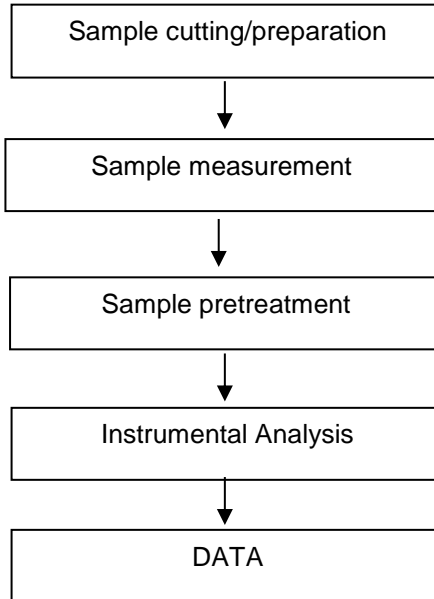 Sample cutting/preparation
Sample measurement
Sample pretreatment
Instrumental Analysis
DATA